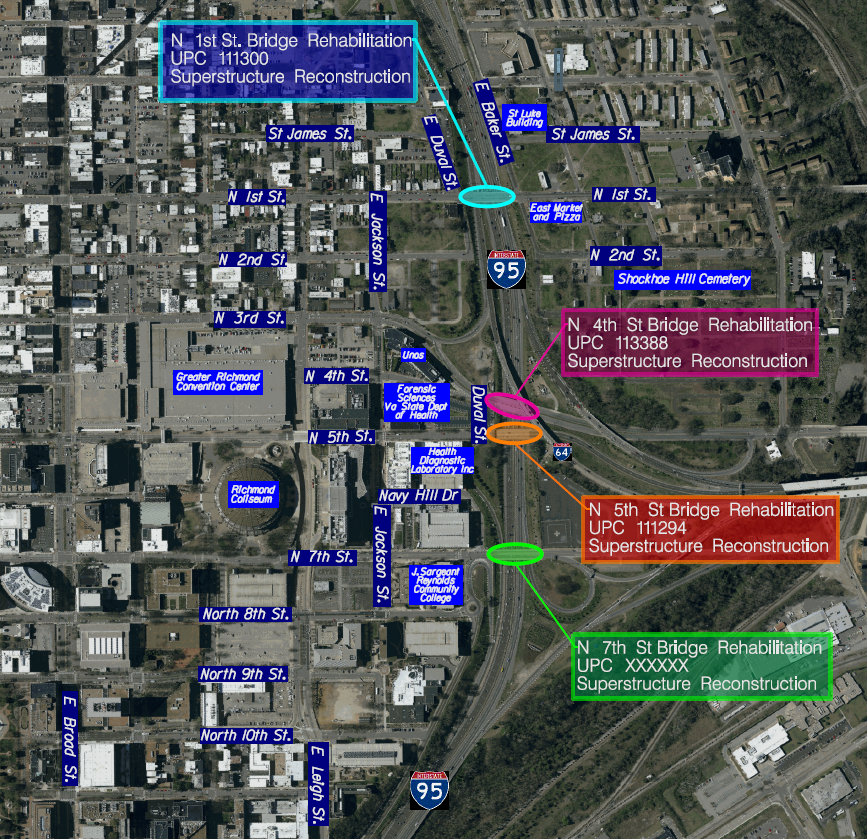 N 1st St. Bridge Rehabilitation
UPC 111300
Superstructure Reconstruction
E Baker St.
St Luke
Building
St James St.
E Duval St.
St James St.
N 1st St.
E Jackson St.
N 1st St.
East Market
and Pizza
N 2nd St.
N 2nd St.
INTERSTATE
95
Shockhoe Hill Cemetery
N 3rd St.
N 4th St Bridge Rehabilitation
UPC 113388
Superstructure Reconstruction
Unos
Greater Richmond
Convention Center
N 4th St.
Forensic
Sciences
Va State Dept
of Health
Duval St.
N 5th St.
Health
Diagnostic
Laboratory Inc
64
Richmond
Coliseum
Navy Hill Dr
N 5th St Bridge Rehabilitation
UPC 111294
Superstructure Reconstruction
E Jackson St.
N 7th St.
J.Sargeant
Reynolds
Community
College
North 8th St.
N 7th St Bridge Rehabilitation
UPC XXXXXX
Superstructure Reconstruction
North 9th St.
E Broad St.
North 10th St.
E Leigh St.
INTERSTATE
95